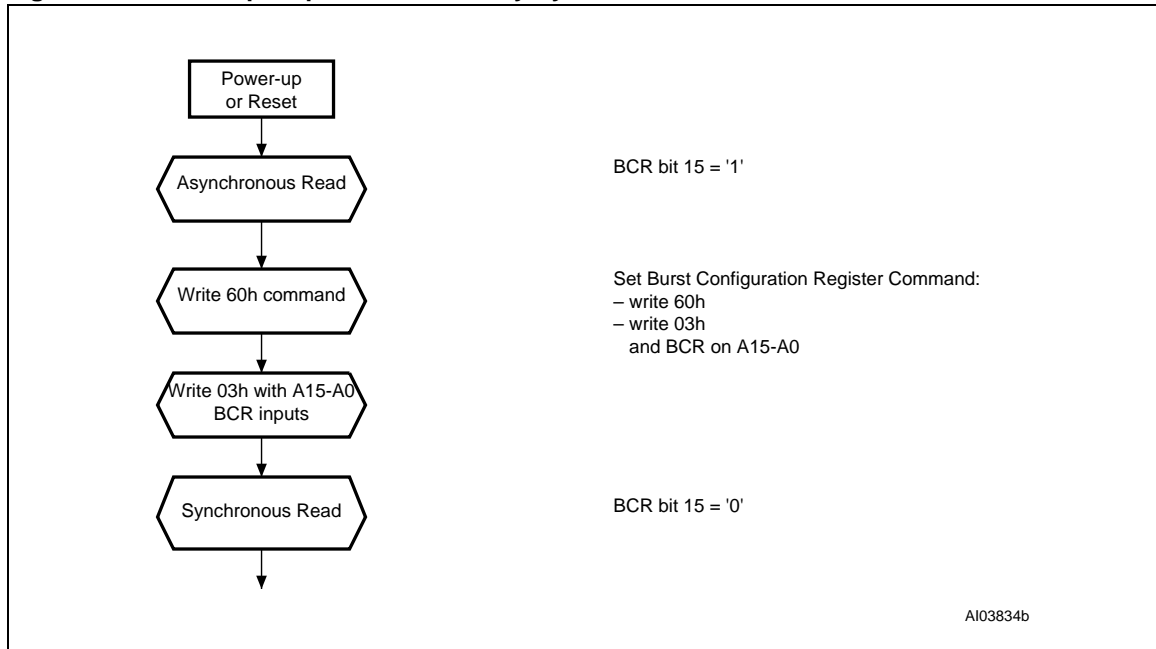 Power-up
or Reset
Asynchronous Read
BCR bit 15 = '1'
Write 60h command
Set Burst Configuration Register Command:
– write 60h
– write 03h
and BCR on A15-A0
Write 03h with A15-A0
BCR inputs
Synchronous Read
BCR bit 15 = '0'
AI03834b